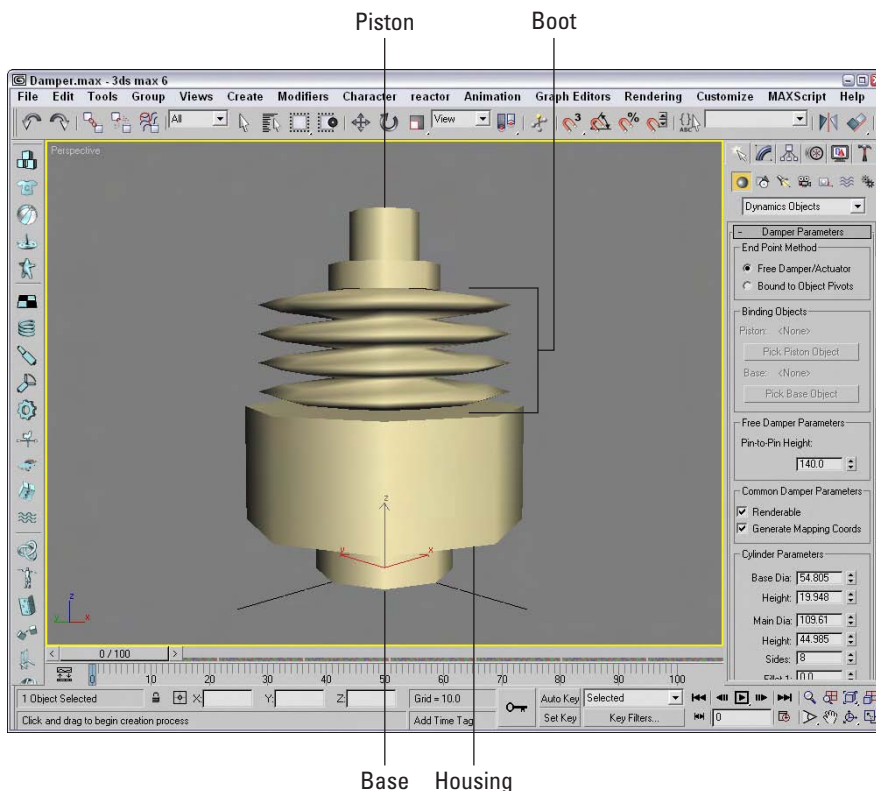 Piston Boot
Damper.max - 3ds max 6
File Edit Tools Group Views Create Modifiers Character reactor Animation Graph Editors Rendering Customize MAXScript Help
All View 3 % ABC
Perspective
Dynamics Objects
- Damper Parameters
End Point Method
Free Damper/Actuator
Bound to Object Pivots
Binding Objects
Piston: <None>
Pick Piston Object
Base: <None>
Pick Base Object
Free Damper Parameters
Pin-to-Pin Height:
140.0
Common Damper Parameters
Renderable
Generate Mapping Coords
Cylinder Parameters
Base Dia: 54.805
Height: 19.948
Main Dia: 109.61
Height: 44.985
Sides: 8
Fillet 1: 0.0
z
y x
z
y x
< 0 / 100 >
0 10 20 30 40 50 60 70 80 90 100
1 Object Selected X: Y: Z: Grid = 10.0 Auto Key Selected
Click and drag to begin creation process Add Time Tag Set Key Key Filters... 0
Base Housing